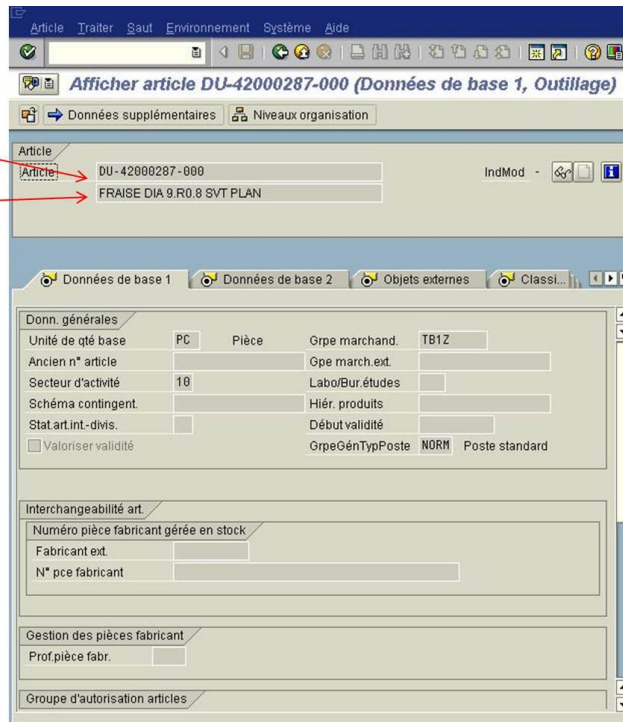 Article Traiter Saut Environnement Système Aide
Afficher article DU-42000287-000 (Données de base 1, Outillage)
Données supplémentaires Niveaux organisation
Article
Article DU-42000287-000 IndMod -
FRAISE DIA 9.R0.8 SVT PLAN
Données de base 1 Données de base 2 Objets externes Classi...
Donn. générales
Unité de qté base PC Pièce Grpe marchand. TB1Z
Ancien n° article Gpe march.ext.
Secteur d'activité 10 Labo/Bur.études
Schéma contingent. Hiér. produits
Stat.art.int.-divis. Début validité
Valoriser validité GrpeGénTypPoste NORM Poste standard
Interchangeabilité art.
Numéro pièce fabricant gérée en stock
Fabricant ext.
N° pce fabricant
Gestion des pièces fabricant
Prof.pièce fabr.
Groupe d'autorisation articles